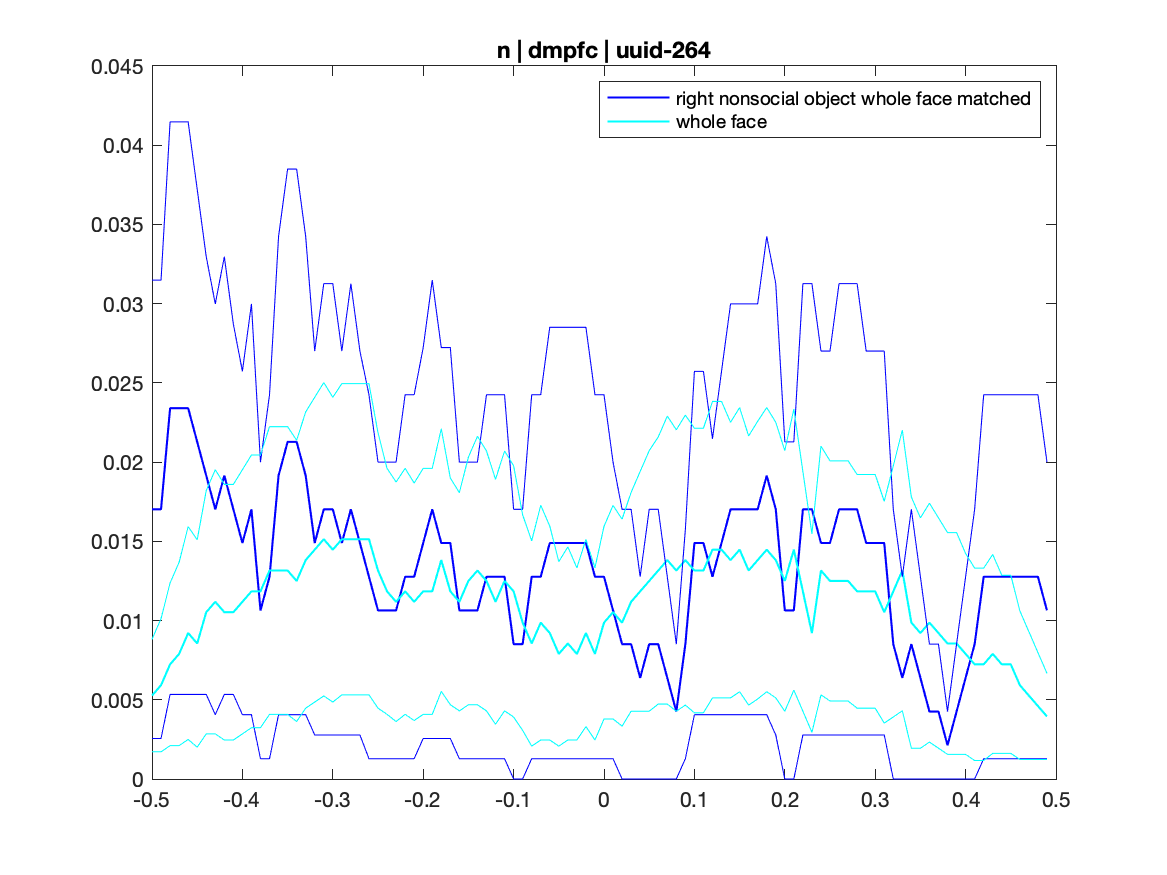 n | dmpfc | uuid-264
right nonsocial object whole face matched
whole face
0.045
0.04
0.035
0.03
0.025
0.02
0.015
0.01
0.005
0
-0.5 -0.4 -0.3 -0.2 -0.1 0 0.1 0.2 0.3 0.4 0.5